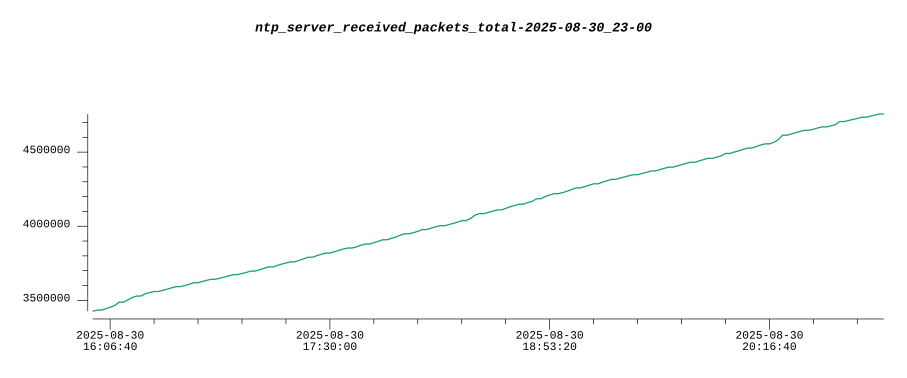 ntp_server_received_packets_total-2025-08-30_23-00
4500000
4000000
3500000
2025-08-30 2025-08-30 2025-08-30 2025-08-30
16:06:40 17:30:00 18:53:20 20:16:40